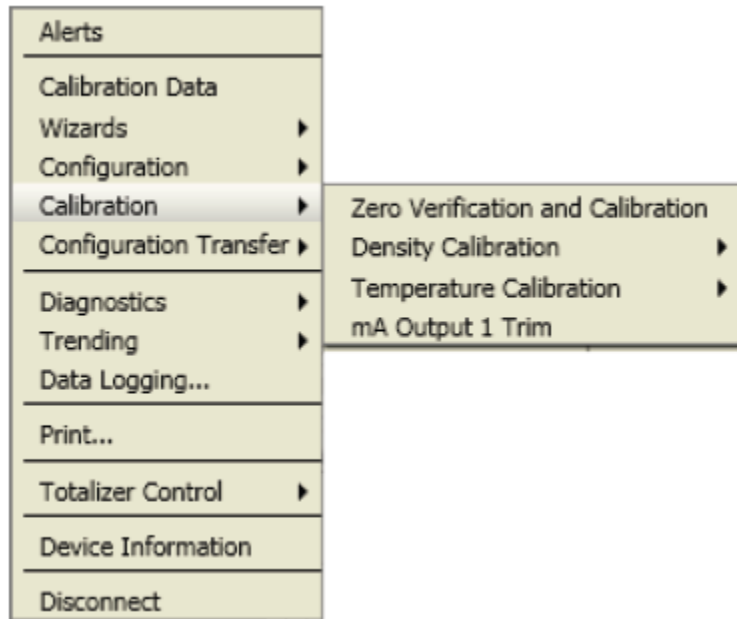 Alerts
Calibration Data
Wizards
Configuration
Calibration
Configuration Transfer
Diagnostics
Trending
Data Logging...
Print...
Totalizer Control
Device Information
Disconnect
Zero Verification and Calibration
Density Calibration
Temperature Calibration
mA Output 1 Trim